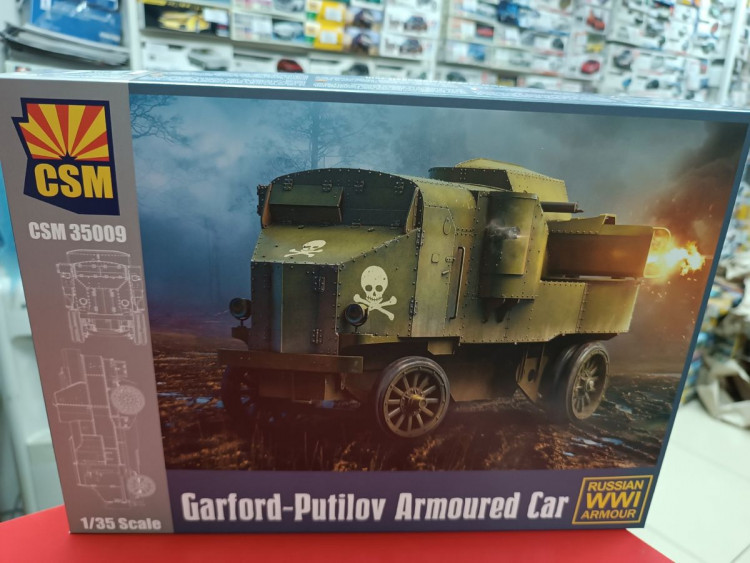 CSM
CSM 35009
1/35 Scale
Garford-Putilov Armoured Car
RUSSIAN
WWI
ARMOUR